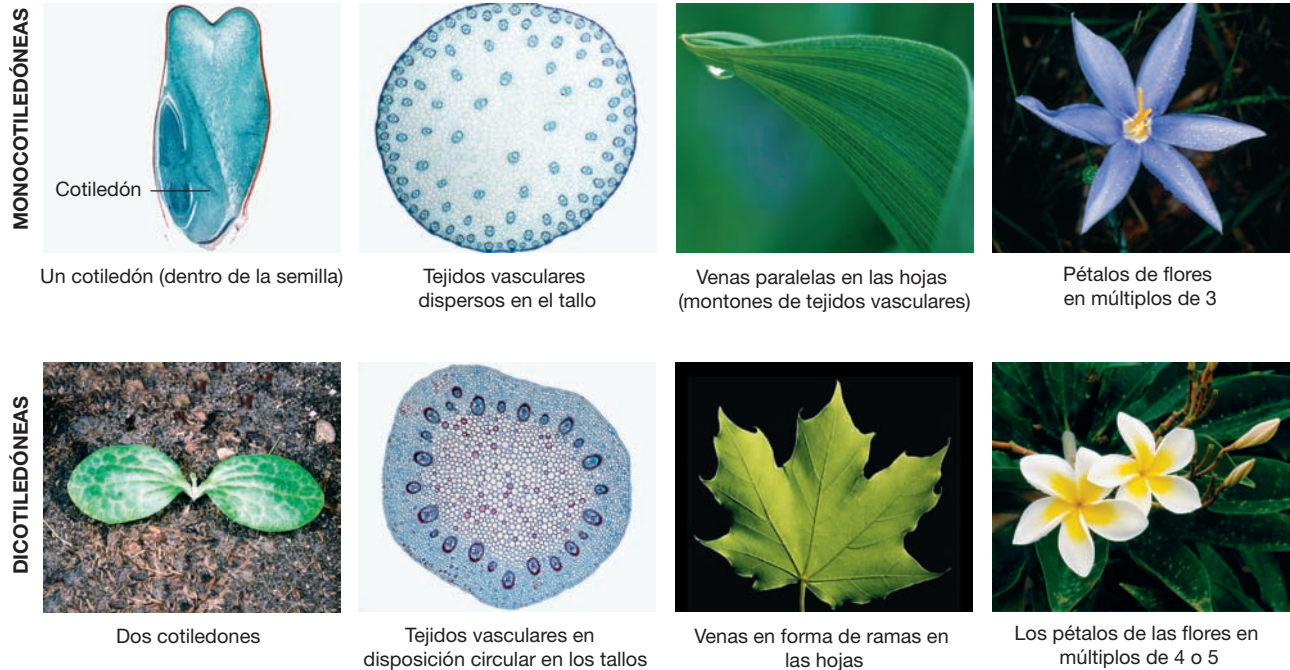 MONOCOTILEDÓNEAS
Cotiledón
Un cotiledón (dentro de la semilla)
Tejidos vasculares
dispersos en el tallo
Venas paralelas en las hojas
(montones de tejidos vasculares)
Pétalos de flores
en múltiplos de 3
DICOTILEDÓNEAS
Dos cotiledones
Tejidos vasculares en
disposición circular en los tallos
Venas en forma de ramas en
las hojas
Los pétalos de las flores en
múltiplos de 4 o 5